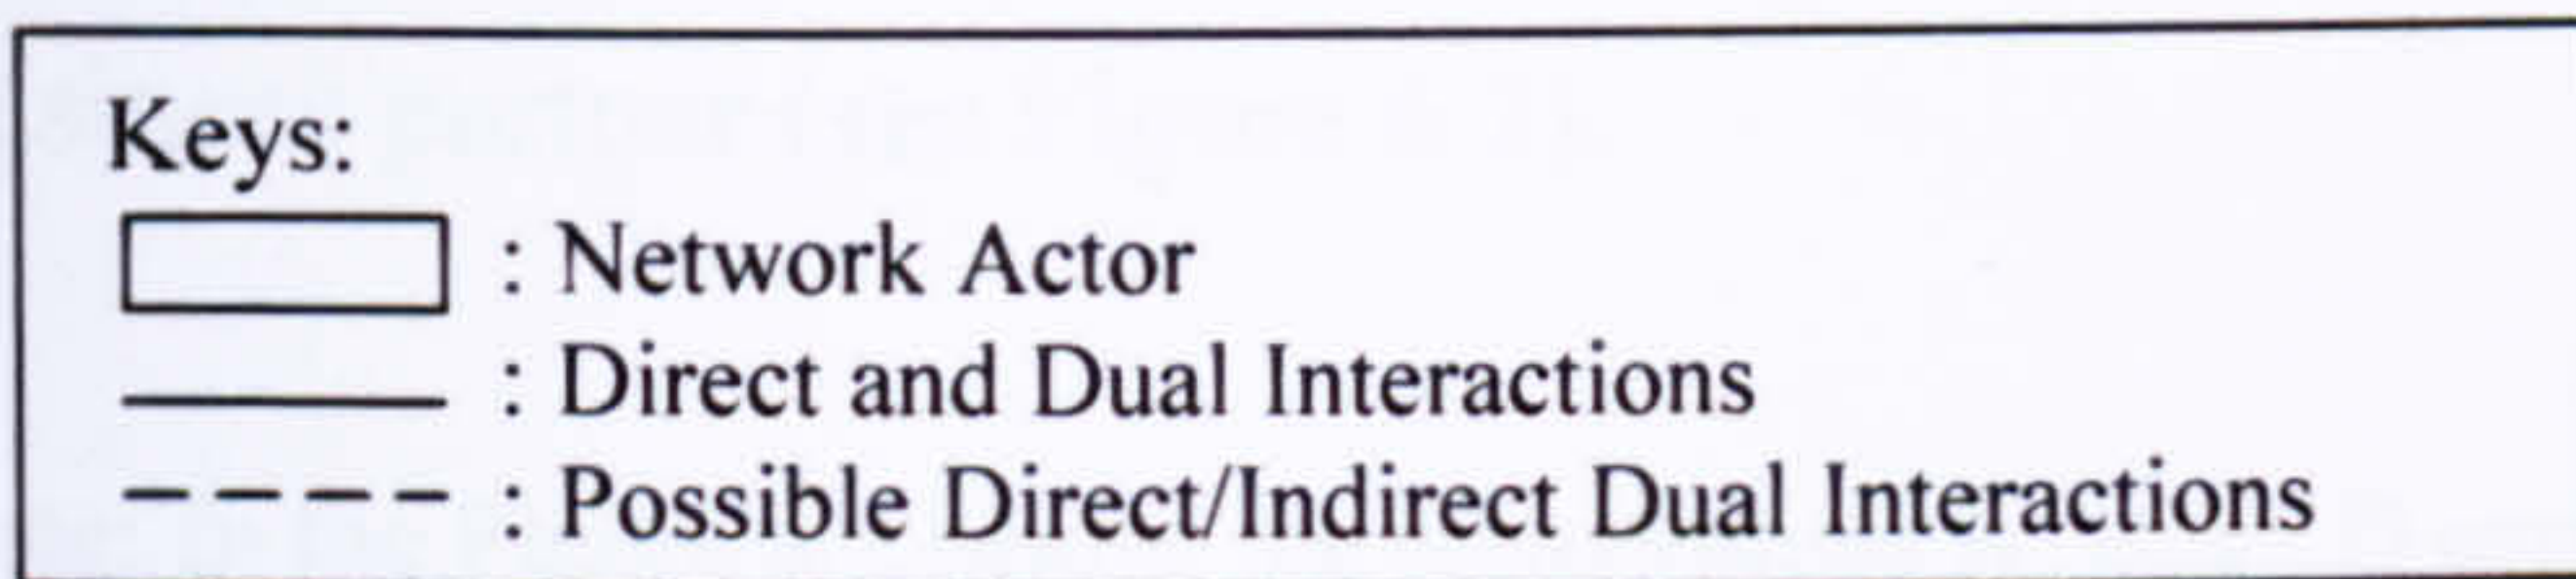 Keys:
: Network Actor
: Direct and Dual Interactions
: Possible Direct/Indirect Dual Interactions